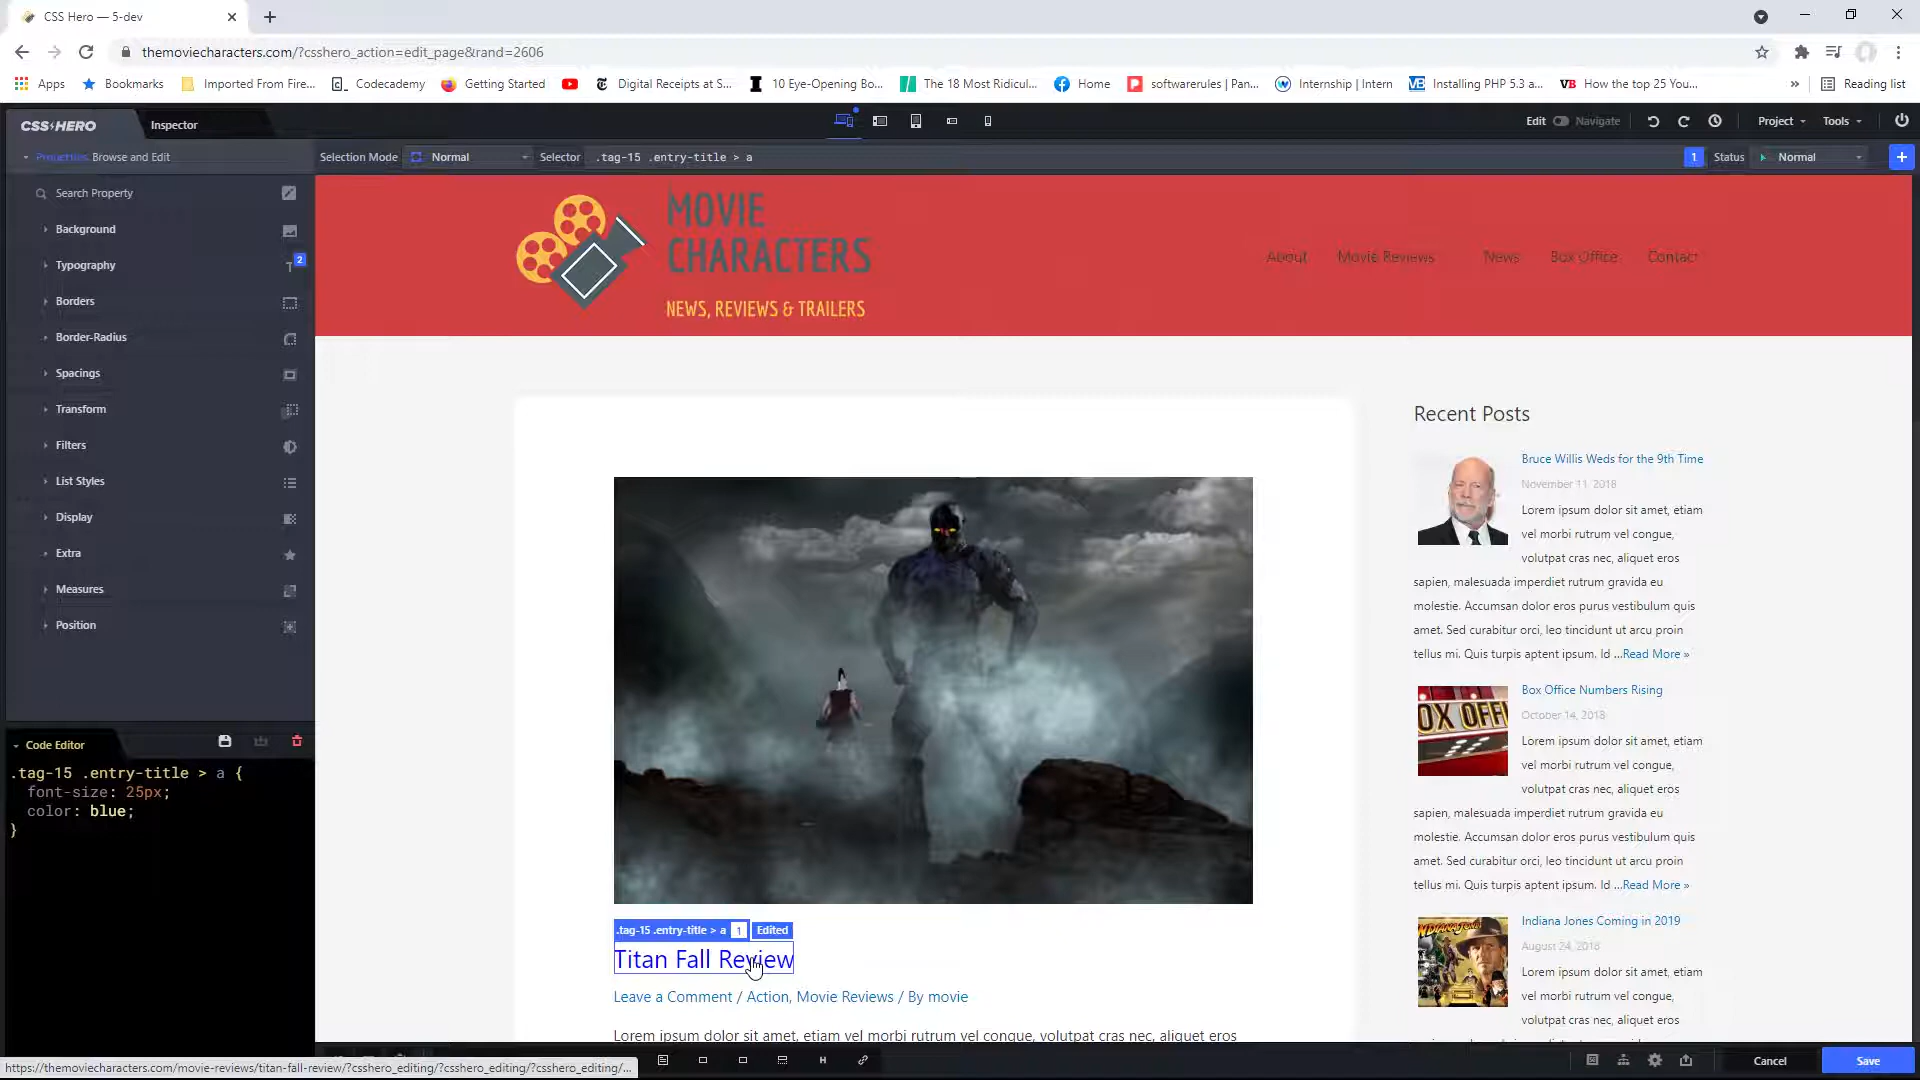 CSS Hero — 5-dev
themoviecharacters.com/?csshero_action=edit_page&rand=2606
Apps Bookmarks Imported From Fire... Codecademy Getting Started Digital Receipts at S... 10 Eye-Opening Bo... The 18 Most Ridicul... Home softwarerules | Pan... Internship | Intern Installing PHP 5.3 a... VB How the top 25 You... » Reading list
CSS HERO Inspector Edit Navigate Project Tools
Properties Browse and Edit Selection Mode Normal Selector .tag-15 .entry-title > a 1 Status Normal +
Search Property
Background
Typography 2
Borders
Border-Radius
Spacings
Transform
Filters
List Styles
Display
Extra
Measures
Position
Code Editor
.tag-15 .entry-title > a {
font-size: 25px;
color: blue;
}
MOVIE
CHARACTERS
NEWS, REVIEWS & TRAILERS
About Movie Reviews News Box Office Contact
.tag-15 .entry-title > a 1 Edited
Titan Fall Review
Leave a Comment / Action, Movie Reviews / By movie
Lorem ipsum dolor sit amet, etiam vel morbi rutrum vel congue, volutpat cras nec, aliquet eros
Recent Posts
Bruce Willis Weds for the 9th Time
November 11, 2018
Lorem ipsum dolor sit amet, etiam
vel morbi rutrum vel congue,
volutpat cras nec, aliquet eros
sapien, malesuada imperdiet rutrum gravida eu
molestie. Accumsan dolor eros purus vestibulum quis
amet. Sed curabitur orci, leo tincidunt ut arcu proin
tellus mi. Quis turpis aptent ipsum. Id ...Read More »
OX OFFI
Box Office Numbers Rising
October 14, 2018
Lorem ipsum dolor sit amet, etiam
vel morbi rutrum vel congue,
volutpat cras nec, aliquet eros
sapien, malesuada imperdiet rutrum gravida eu
molestie. Accumsan dolor eros purus vestibulum quis
amet. Sed curabitur orci, leo tincidunt ut arcu proin
tellus mi. Quis turpis aptent ipsum. Id ...Read More »
Indiana Jones Coming in 2019
August 24, 2018
Lorem ipsum dolor sit amet, etiam
vel morbi rutrum vel congue,
volutpat cras nec, aliquet eros
https://themoviecharacters.com/movie-reviews/titan-fall-review/?csshero_editing/?csshero_editing/?csshero_editing/...
H
Cancel Save